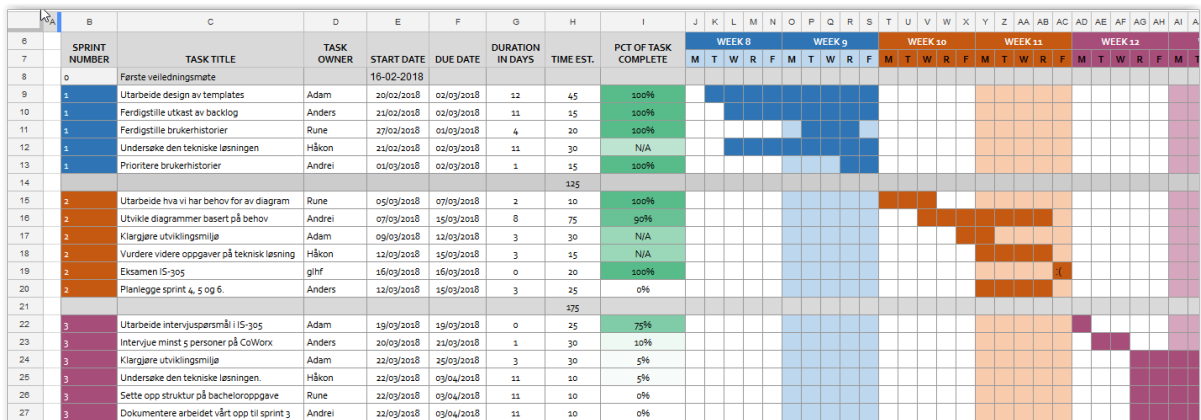 A B C D E F G H I J K L M N O P Q R S T U V W X Y Z AA AB AC AD AE AF AG AH AI
6 SPRINT TASK DURATION PCT OF TASK WEEK 8 WEEK 9 WEEK 10 WEEK 11 WEEK 12
7 NUMBER TASK TITLE OWNER START DATE DUE DATE IN DAYS TIME EST. COMPLETE M T W R F M T W R F M T W R F M T W R F M T W R F M
8 0 Første veiledningsmøte 16-02-2018
9 1 Utarbeide design av templates Adam 20/02/2018 02/03/2018 12 45 100%
10 1 Ferdigstille utkast av backlog Anders 21/02/2018 02/03/2018 11 15 100%
11 1 Ferdigstille brukerhistorier Rune 27/02/2018 01/03/2018 4 20 100%
12 1 Undersøke den tekniske løsningen Håkon 21/02/2018 02/03/2018 11 30 N/A
13 1 Prioritere brukerhistorier Andrei 01/03/2018 02/03/2018 1 15 100%
14 125
15 2 Utarbeide hva vi har behov for av diagram Rune 05/03/2018 07/03/2018 2 10 100%
16 2 Utvikle diagrammer basert på behov Andrei 07/03/2018 15/03/2018 8 75 90%
17 2 Klargjøre utviklingsmiljø Adam 09/03/2018 12/03/2018 3 30 N/A
18 2 Vurdere videre oppgaver på teknisk løsning Håkon 12/03/2018 15/03/2018 3 15 N/A
19 2 Eksamen IS-305 glhf 16/03/2018 16/03/2018 0 20 100% :(
20 2 Planlegge sprint 4, 5 og 6. Anders 12/03/2018 15/03/2018 3 25 0%
21 175
22 3 Utarbeide intervjuspørsmål i IS-305 Adam 19/03/2018 19/03/2018 0 25 75%
23 3 Intervjue minst 5 personer på CoWorx Anders 20/03/2018 21/03/2018 1 30 10%
24 3 Klargjøre utviklingsmiljø Adam 22/03/2018 25/03/2018 3 30 5%
25 3 Undersøke den tekniske løsningen. Håkon 22/03/2018 03/04/2018 11 10 5%
26 3 Sette opp struktur på bacheloroppgave Rune 22/03/2018 03/04/2018 11 10 0%
27 3 Dokumentere arbeidet vårt opp til sprint 3 Andrei 22/03/2018 03/04/2018 11 10 0%